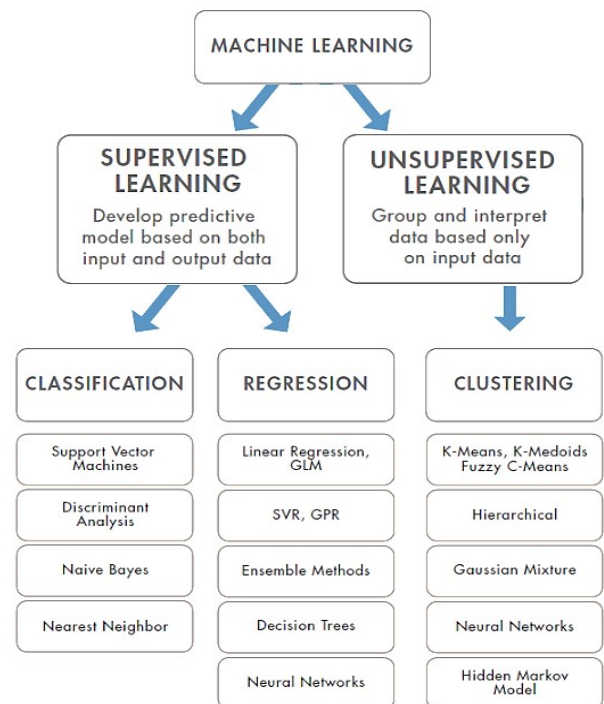 MACHINE LEARNING
SUPERVISED
LEARNING
Develop predictive
model based on both
input and output data
UNSUPERVISED
LEARNING
Group and interpret
data based only
on input data
CLASSIFICATION
Support Vector
Machines
Discriminant
Analysis
Naive Bayes
Nearest Neighbor
REGRESSION
Linear Regression,
GLM
SVR, GPR
Ensemble Methods
Decision Trees
Neural Networks
CLUSTERING
K-Means, K-Medoids
Fuzzy C-Means
Hierarchical
Gaussian Mixture
Neural Networks
Hidden Markov
Model